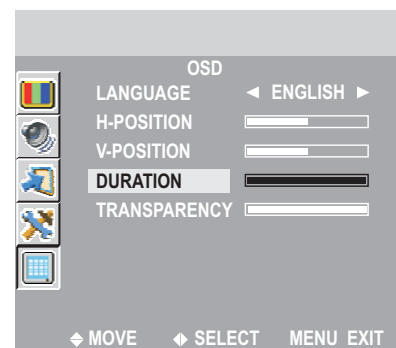 OSD
LANGUAGE ◄ ENGLISH ►
H-POSITION
V-POSITION
DURATION
TRANSPARENCY
MOVE SELECT MENU EXIT